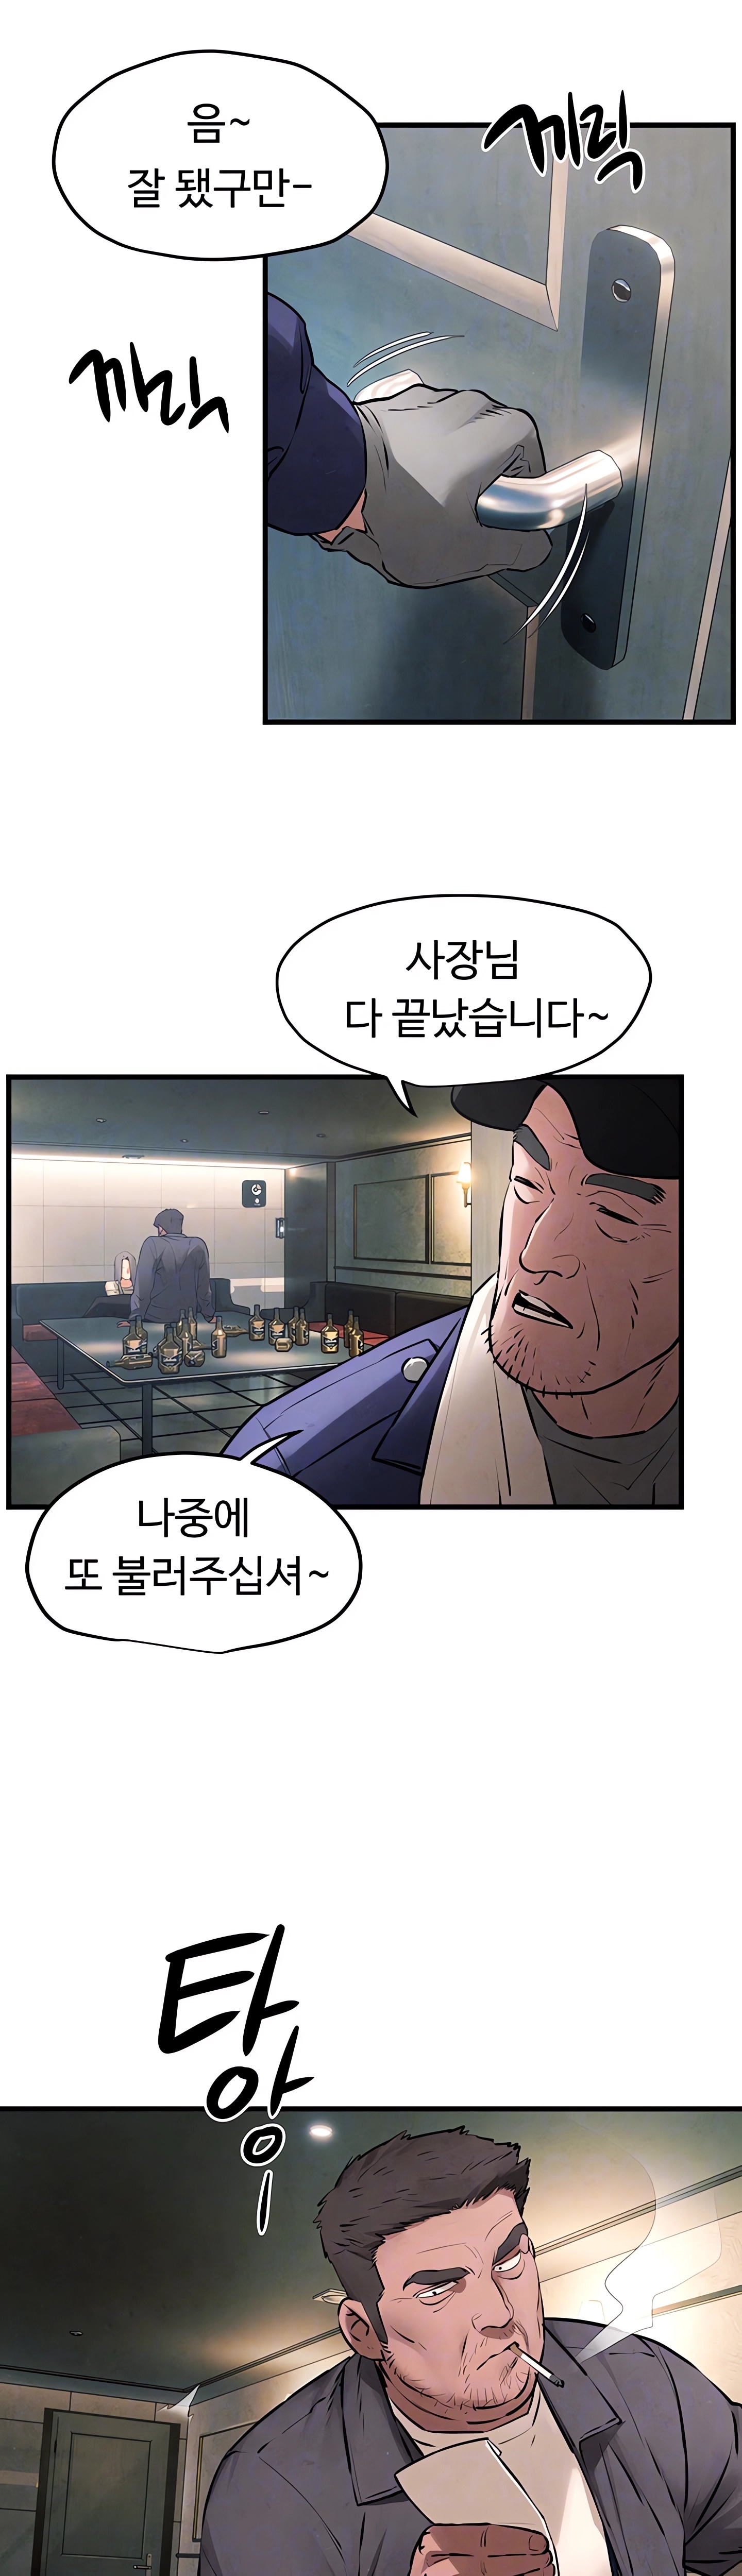 음~
잘 됐구만-
끼릭
까릭
사장님
다 끝났습니다~
나중에
또 불러주십셔~
탕